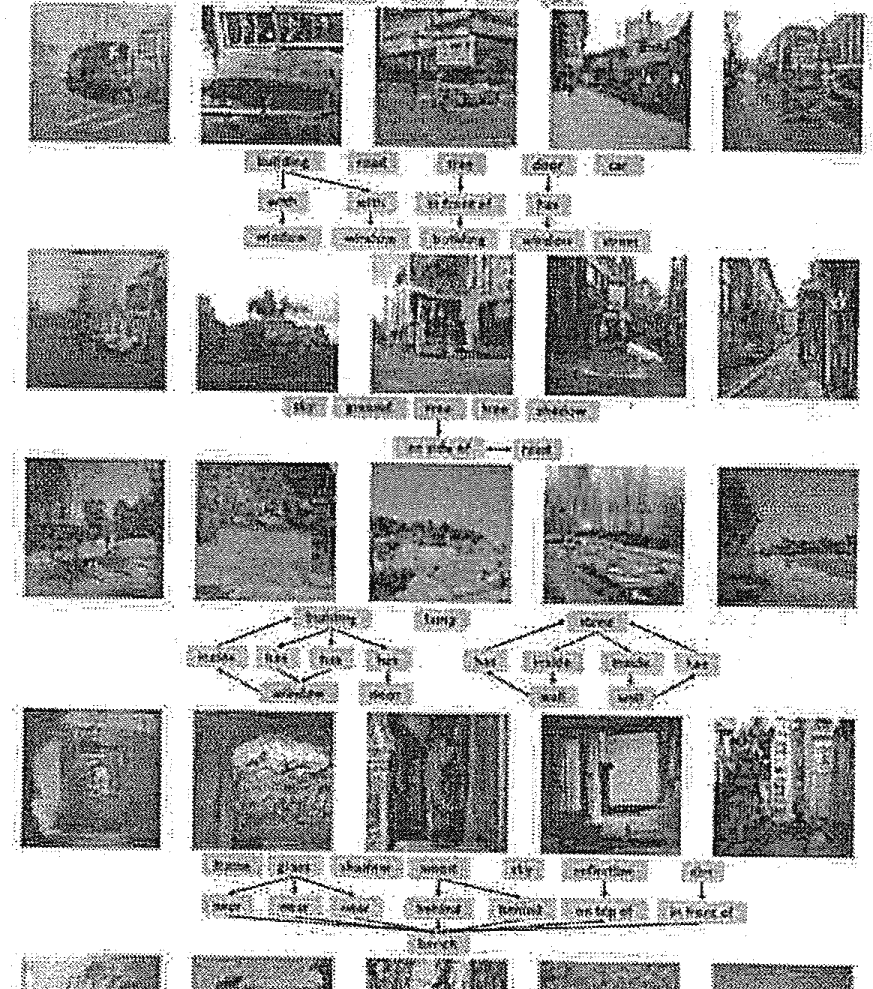 building road tree door car
with with in front of has
window window building window street
sky ground tree tree shadow
on side of road
building lamp stone
inside has has has has inside inside has
window door wall wall
frame grass shadow wood sky reflection dirt
near near near behind behind on top of in front of
bench